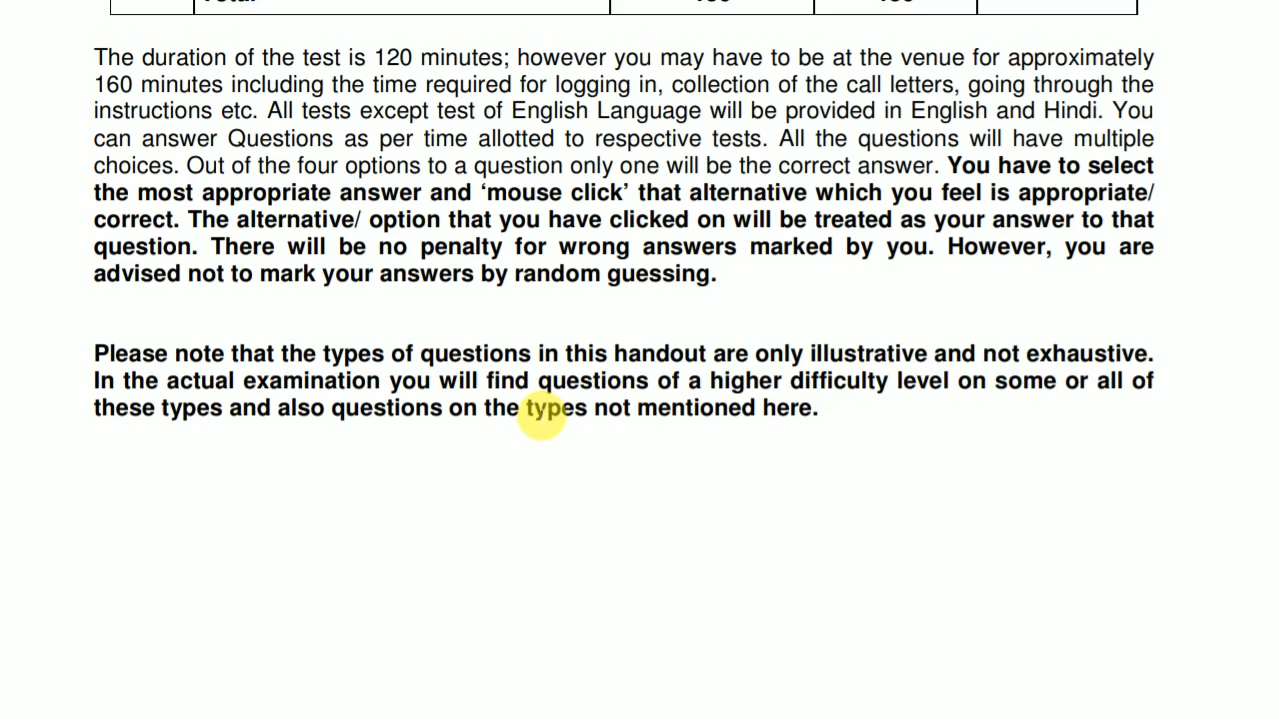 The duration of the test is 120 minutes; however you may have to be at the venue for approximately
160 minutes including the time required for logging in, collection of the call letters, going through the
instructions etc. All tests except test of English Language will be provided in English and Hindi. You
can answer Questions as per time allotted to respective tests. All the questions will have multiple
choices. Out of the four options to a question only one will be the correct answer. You have to select
the most appropriate answer and ‘mouse click’ that alternative which you feel is appropriate/
correct. The alternative/ option that you have clicked on will be treated as your answer to that
question. There will be no penalty for wrong answers marked by you. However, you are
advised not to mark your answers by random guessing.
Please note that the types of questions in this handout are only illustrative and not exhaustive.
In the actual examination you will find questions of a higher difficulty level on some or all of
these types and also questions on the types not mentioned here.